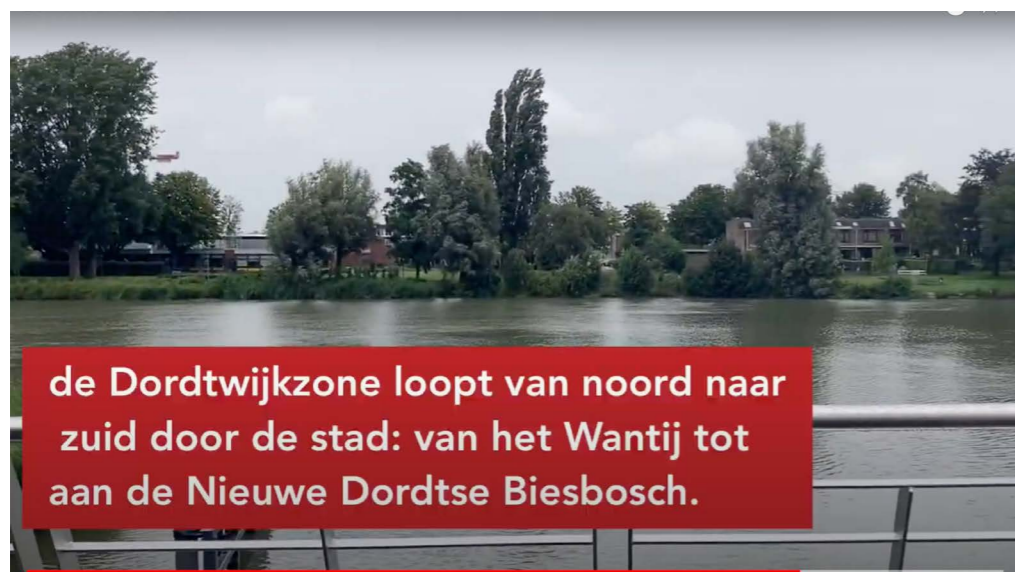 de Dordtwijkzone loopt van noord naar
zuid door de stad: van het Wantij tot
aan de Nieuwe Dordtse Biesbosch.